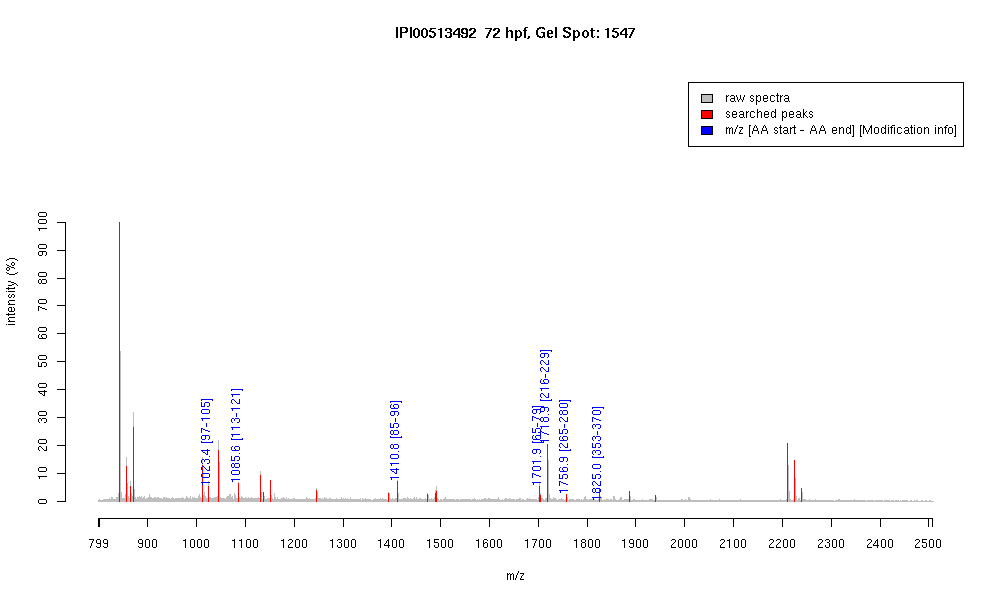 IPI00513492 72 hpf, Gel Spot: 1547
raw spectra
searched peaks
m/z [AA start - AA end] [Modification info]
intensity (%)
100
90
80
70
60
50
40
30
20
10
0
1023.4 [97-105]
1085.6 [113-121]
1410.8 [85-96]
1701.9 [65-79]
1718.9 [216-229]
1756.9 [265-280]
1825.0 [353-370]
799 900 1000 1100 1200 1300 1400 1500 1600 1700 1800 1900 2000 2100 2200 2300 2400 2500
m/z